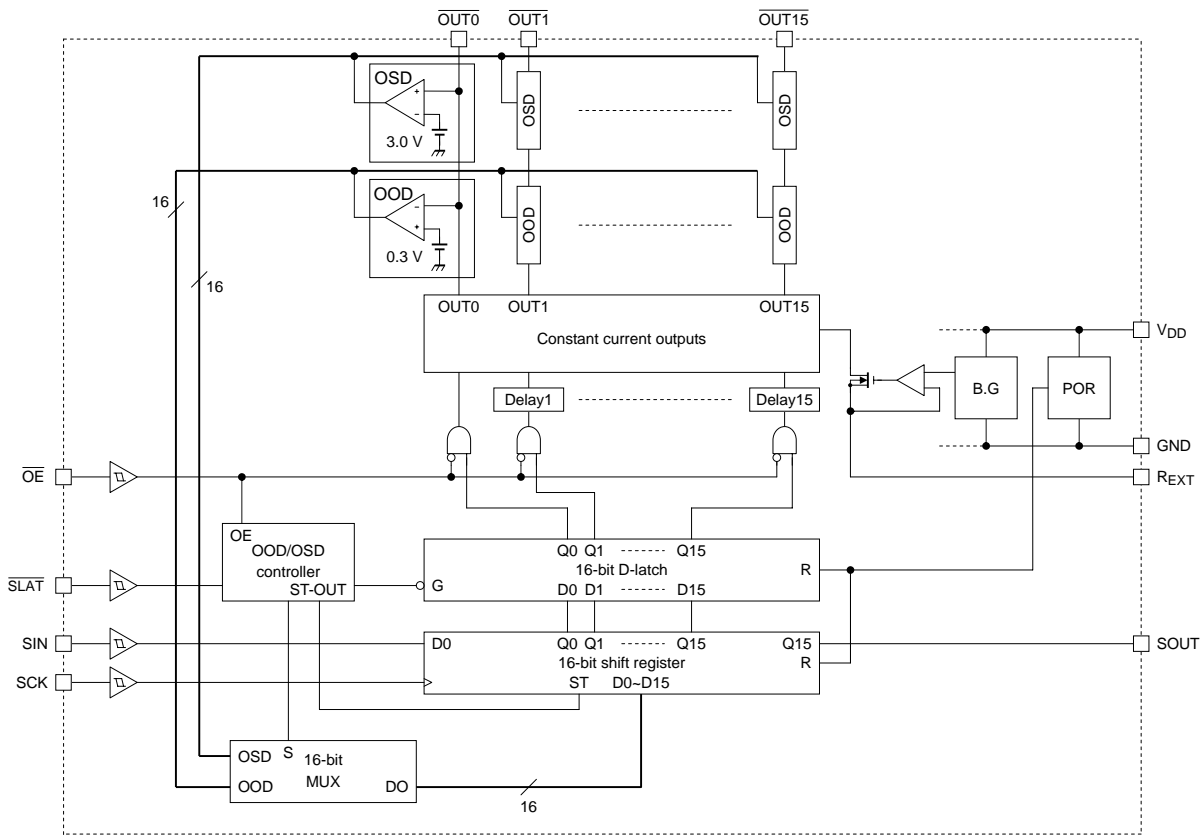 OUT0 OUT1 OUT15
OSD
+
−
3.0 V
OSD
OSD
OOD
−
+
0.3 V
OOD
OOD
16
16
OUT0 OUT1 OUT15
Constant current outputs
VDD
B.G
POR
Delay1
Delay15
GND
OE
REXT
OE
OOD/OSD
controller
ST-OUT
SLAT
Q0 Q1 Q15
16-bit D-latch
G
R
D0 D1 D15
SIN
D0
Q0 Q1 Q15
Q15
SOUT
16-bit shift register
R
SCK
ST D0~D15
OSD
S
16-bit
MUX
OOD
DO
16